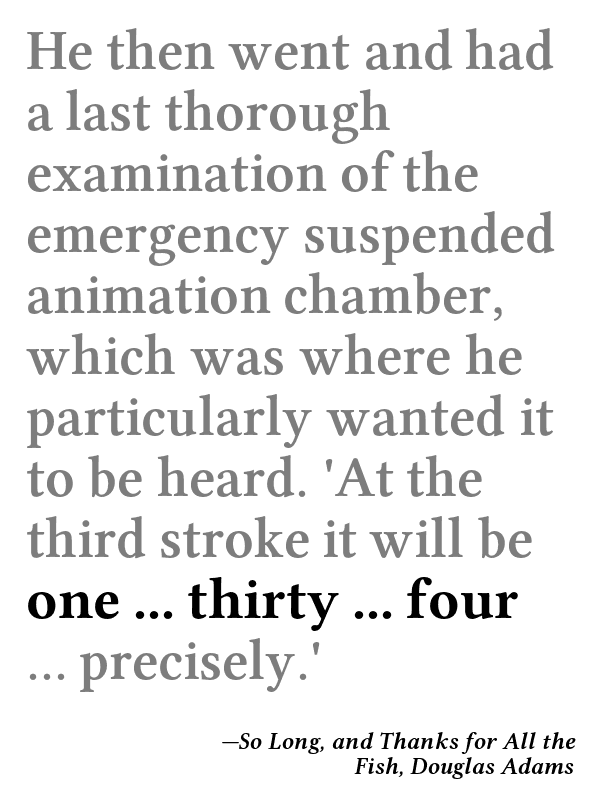 He then went and had
a last thorough
examination of the
emergency suspended
animation chamber,
which was where he
particularly wanted it
to be heard. 'At the
third stroke it will be
one ... thirty ... four
... precisely.'
—So Long, and Thanks for All the
Fish, Douglas Adams